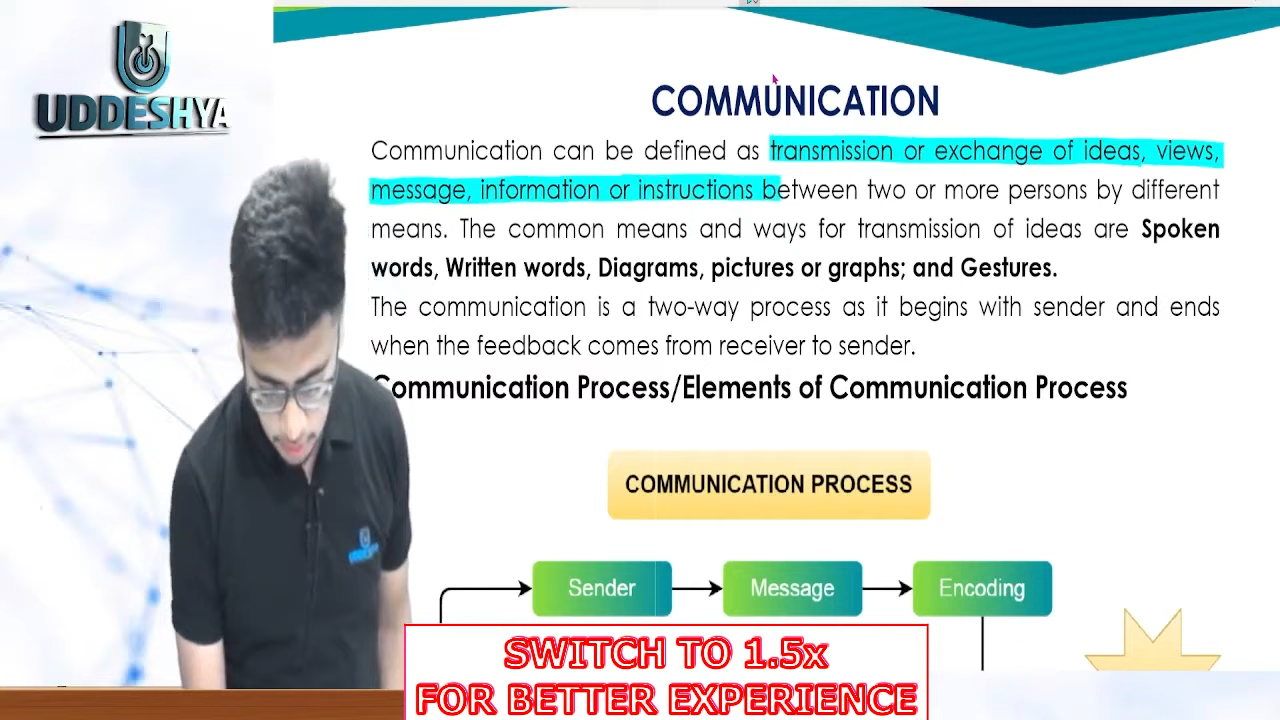 UDDESHYA
COMMUNICATION
Communication can be defined as transmission or exchange of ideas, views,
message, information or instructions between two or more persons by different
means. The common means and ways for transmission of ideas are Spoken
words, Written words, Diagrams, pictures or graphs; and Gestures.
The communication is a two-way process as it begins with sender and ends
when the feedback comes from receiver to sender.
Communication Process/Elements of Communication Process
COMMUNICATION PROCESS
Sender
Message
Encoding
UDDESHYA
SWITCH TO 1.5x
FOR BETTER EXPERIENCE